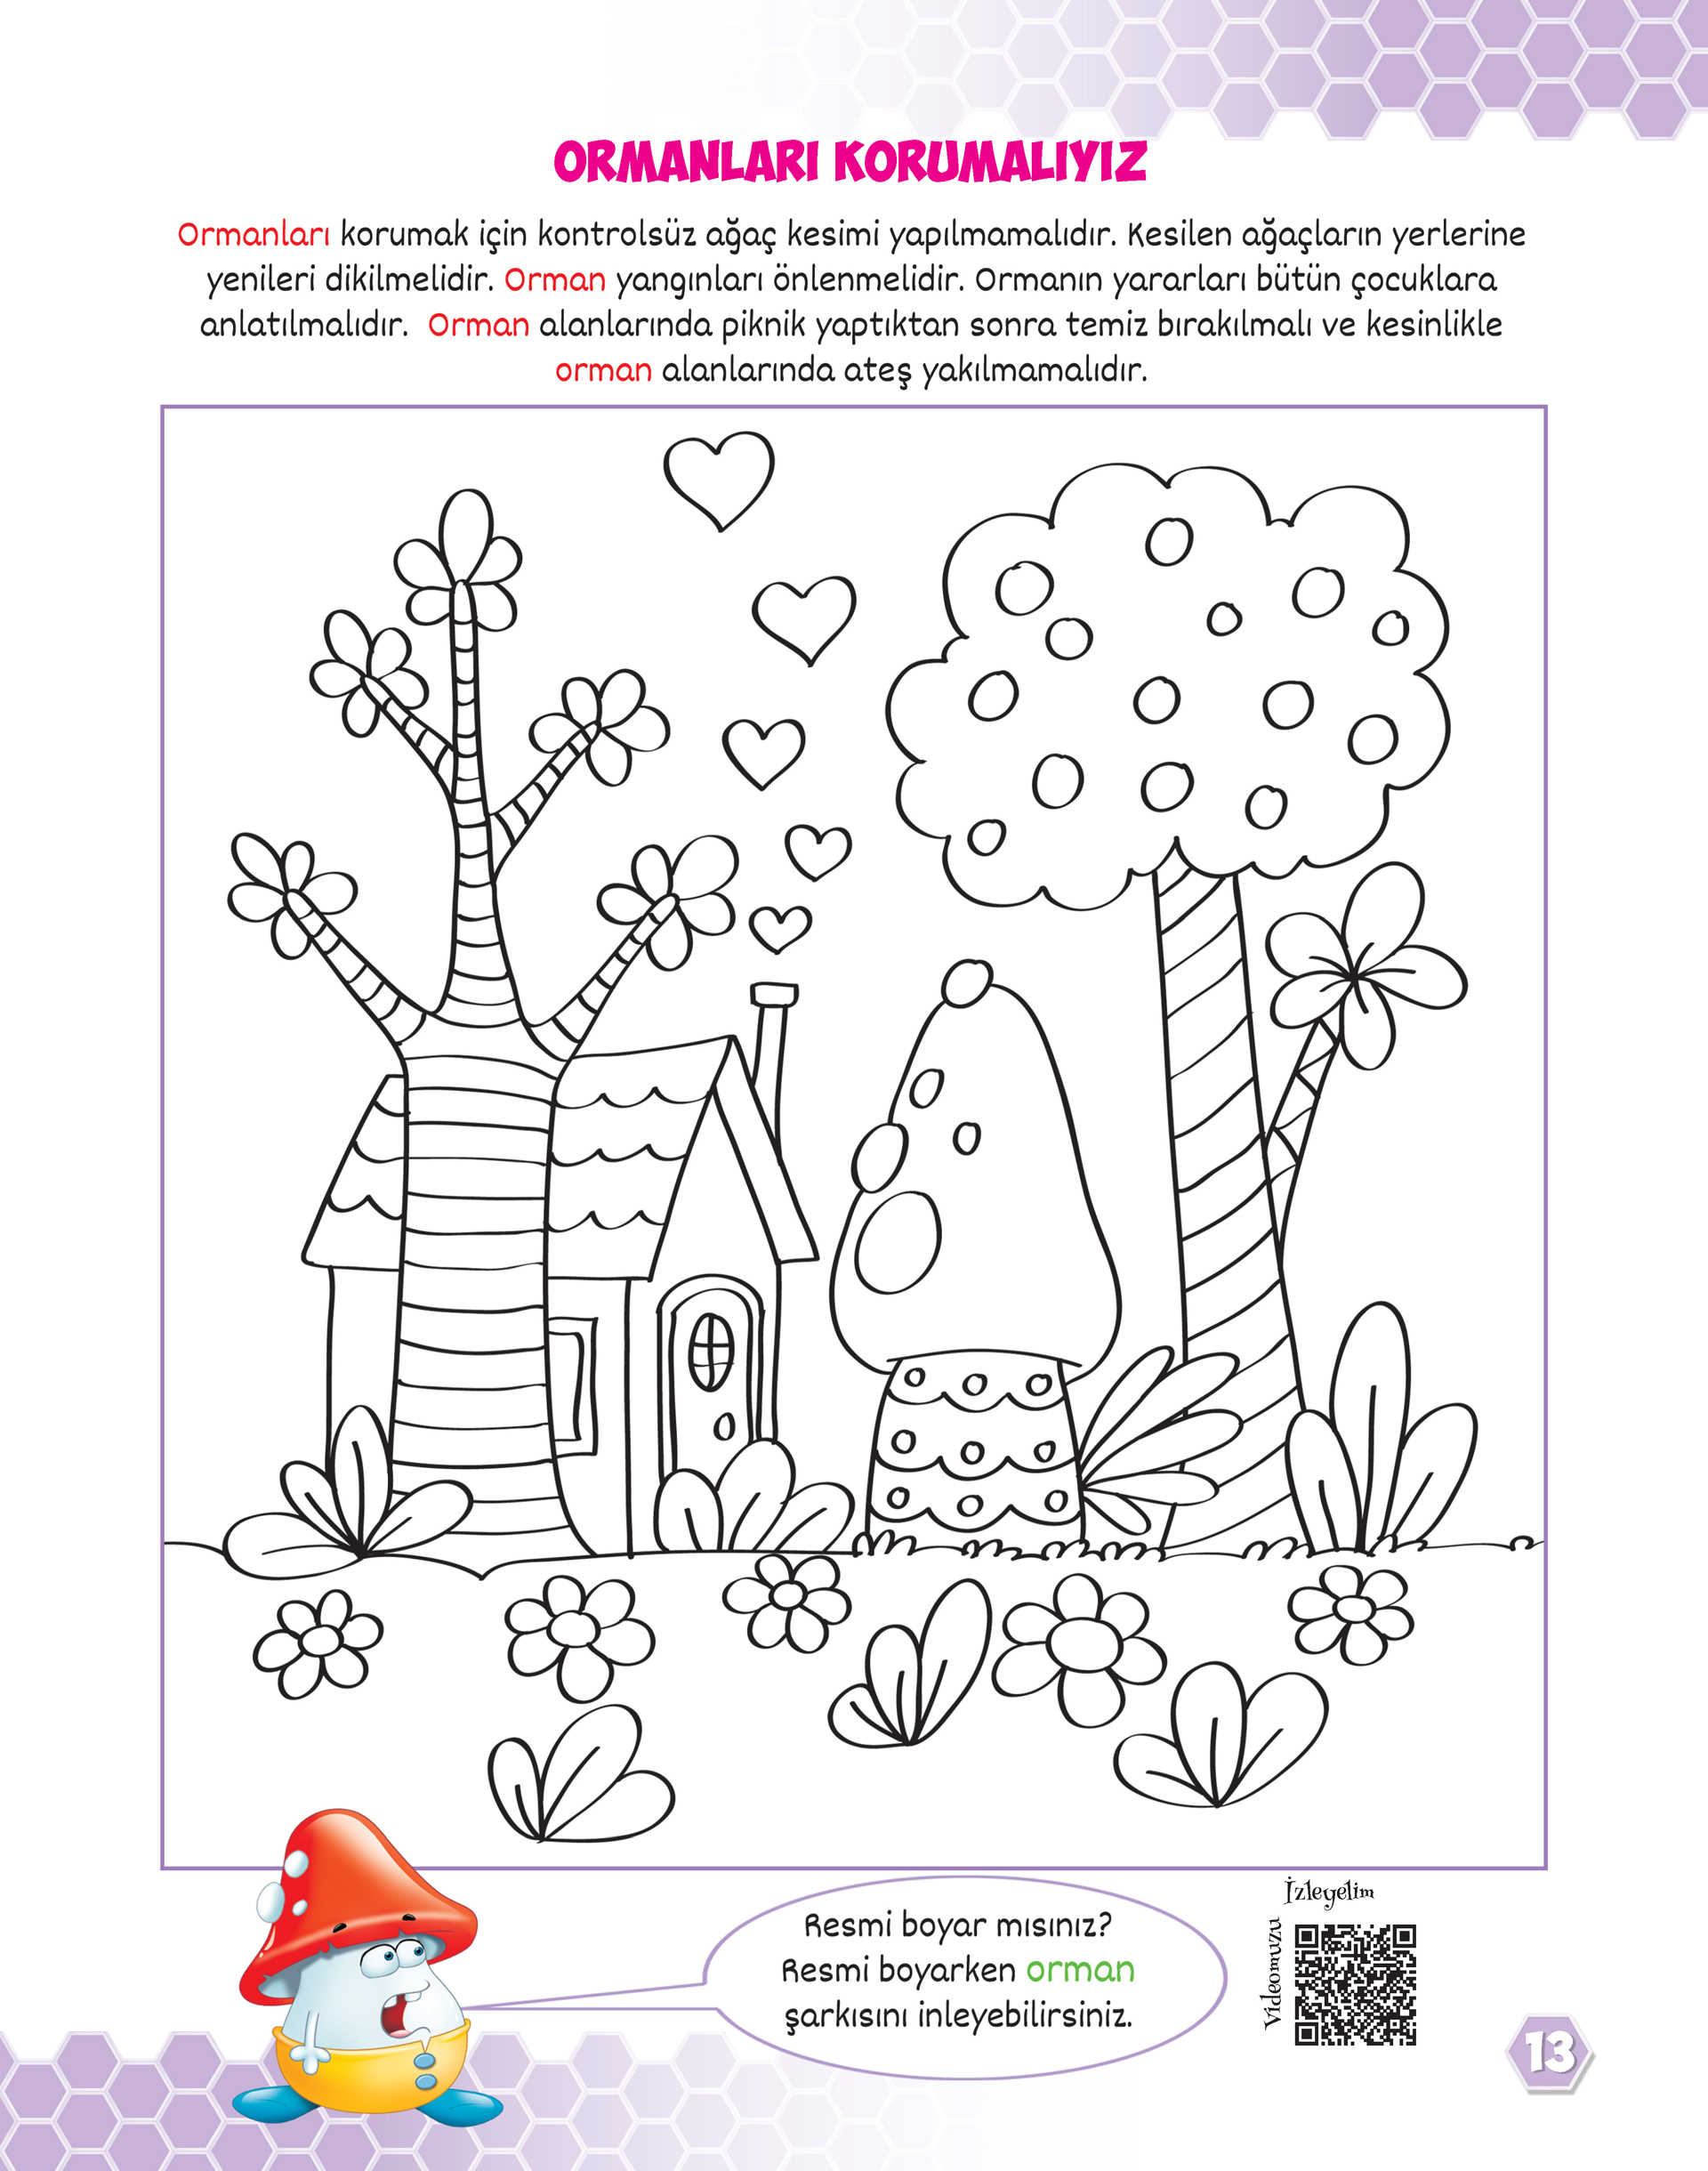 ORMANLARI KORUMALIYIZ
Ormanları korumak için kontrolsüz ağaç kesimi yapılmamalıdır. Kesilen ağaçların yerlerine
yenileri dikilmelidir. Orman yangınları önlenmelidir. Ormanın yararları bütün çocuklara
anlatılmalıdır. Orman alanlarında piknik yaptıktan sonra temiz bırakılmalı ve kesinlikle
orman alanlarında ateş yakılmamalıdır.
Resmi boyar mısınız?
Resmi boyarken orman
şarkısını inleyebilirsiniz.
Videomuzu
İzleyelim
13